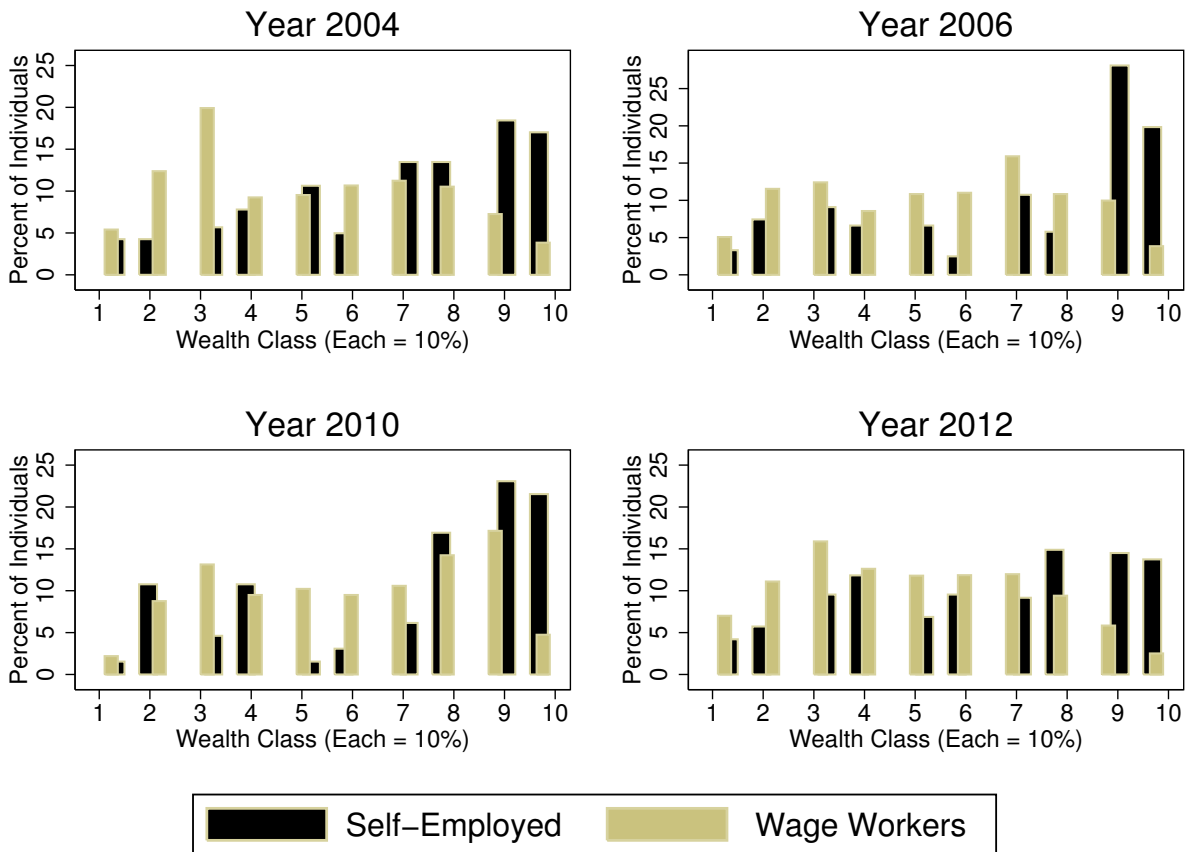 Year 2004
Percent of Individuals
0 5 10 15 20 25
1 2 3 4 5 6 7 8 9 10
Wealth Class (Each = 10%)
Year 2006
Percent of Individuals
0 5 10 15 20 25
1 2 3 4 5 6 7 8 9 10
Wealth Class (Each = 10%)
Year 2010
Percent of Individuals
0 5 10 15 20 25
1 2 3 4 5 6 7 8 9 10
Wealth Class (Each = 10%)
Year 2012
Percent of Individuals
0 5 10 15 20 25
1 2 3 4 5 6 7 8 9 10
Wealth Class (Each = 10%)
Self−Employed Wage Workers